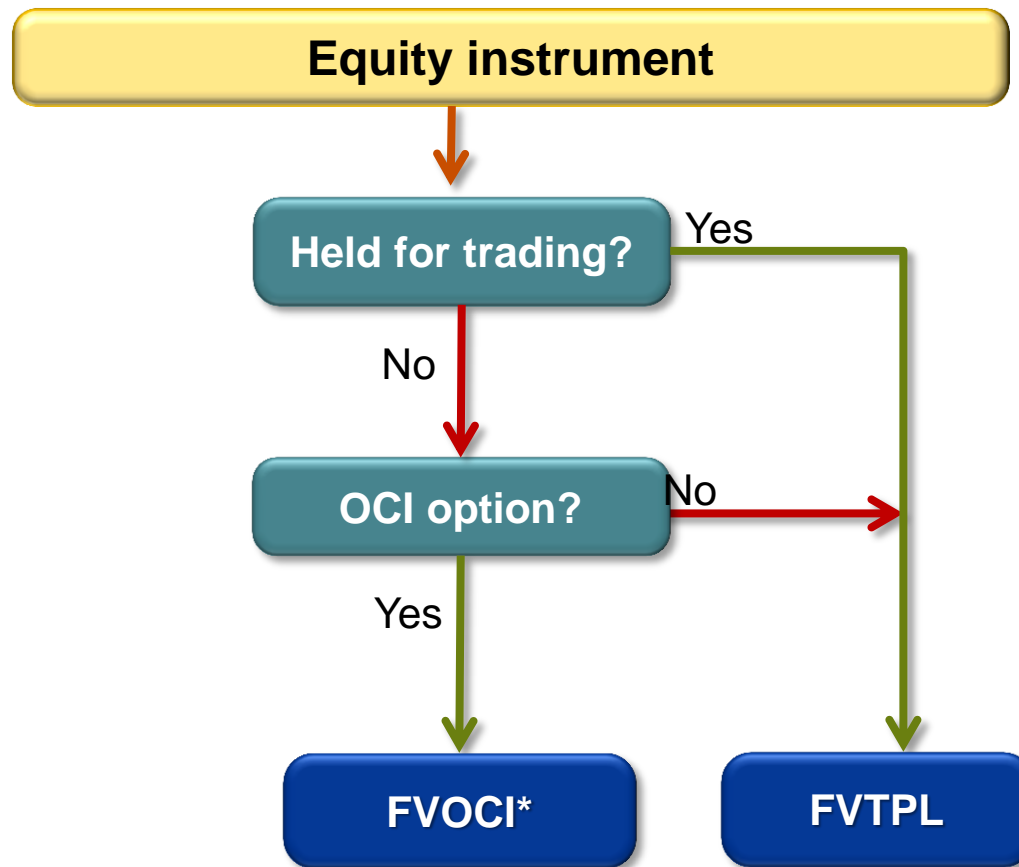 Equity instrument
Held for trading?
Yes
No
OCI option?
No
Yes
FVOCI*
FVTPL